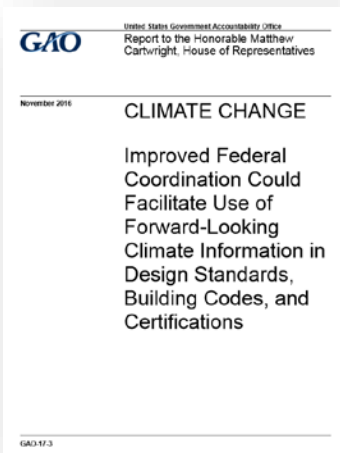 GAO
United States Government Accountability Office
Report to the Honorable Matthew
Cartwright, House of Representatives
November 2016
CLIMATE CHANGE
Improved Federal
Coordination Could
Facilitate Use of
Forward-Looking
Climate Information in
Design Standards,
Building Codes, and
Certifications
GAO-17-3